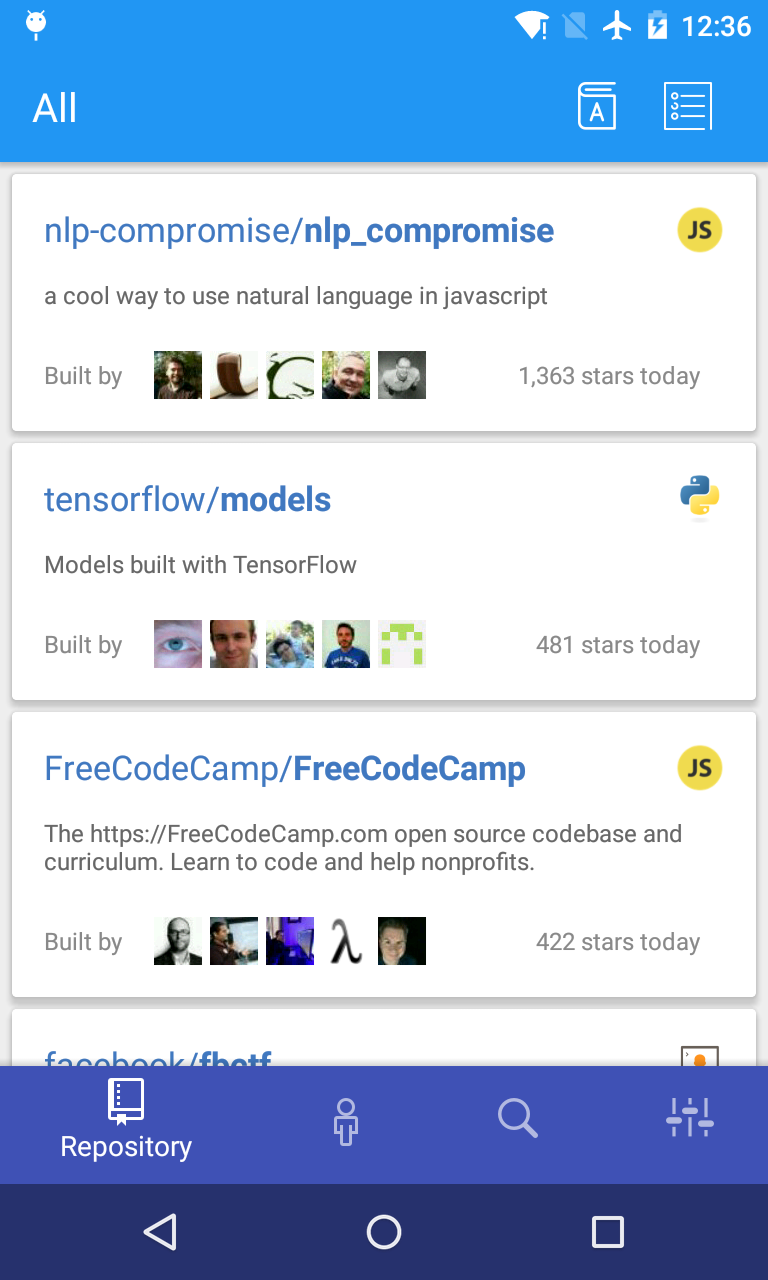 12:36
All
A
nlp-compromise/nlp_compromise
JS
a cool way to use natural language in javascript
Built by
1,363 stars today
tensorflow/models
Models built with TensorFlow
Built by
481 stars today
FreeCodeCamp/FreeCodeCamp
JS
The https://FreeCodeCamp.com open source codebase and
curriculum. Learn to code and help nonprofits.
Built by
λ
422 stars today
facebook/fbctf
Repository